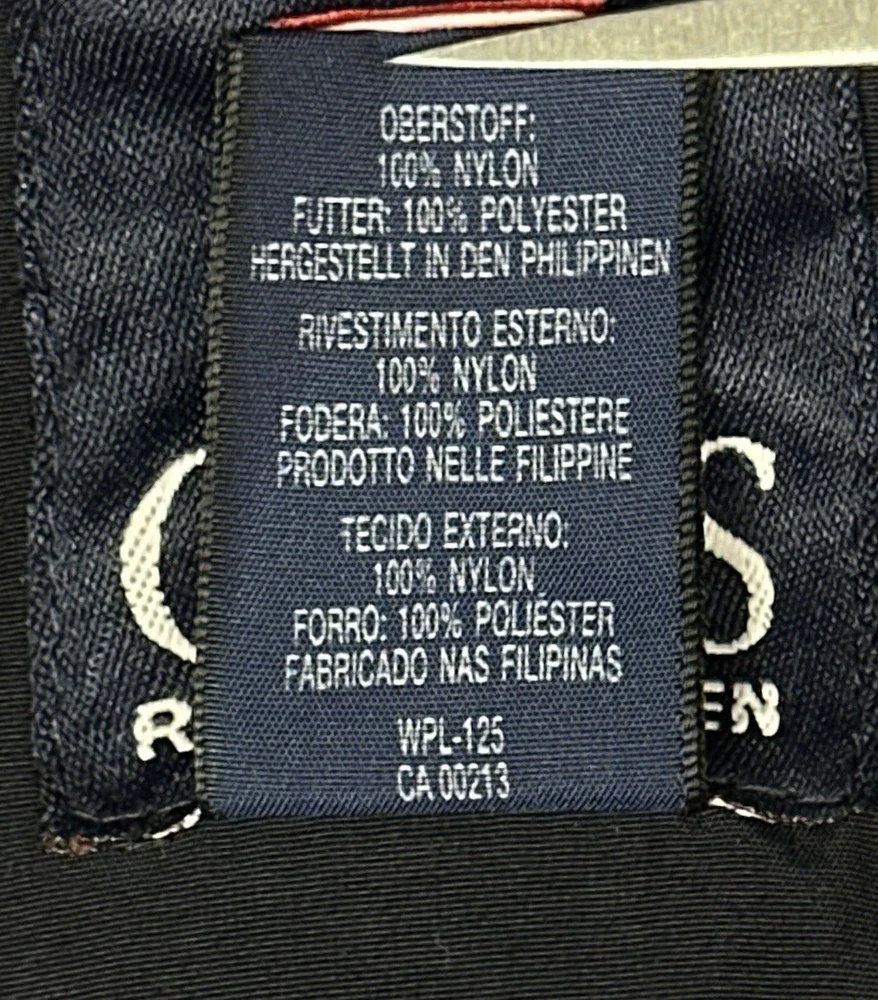 OBERSTOFF:
100% NYLON
FUTTER: 100% POLYESTER
HERGESTELLT IN DEN PHILIPPINEN
RIVESTIMENTO ESTERNO:
100% NYLON
FODERA: 100% POLIESTERE
PRODOTTO NELLE FILIPPINE
TECIDO EXTERNO:
100% NYLON
FORRO: 100% POLIÉSTER
FABRICADO NAS FILIPINAS
WPL-125
CA 00213